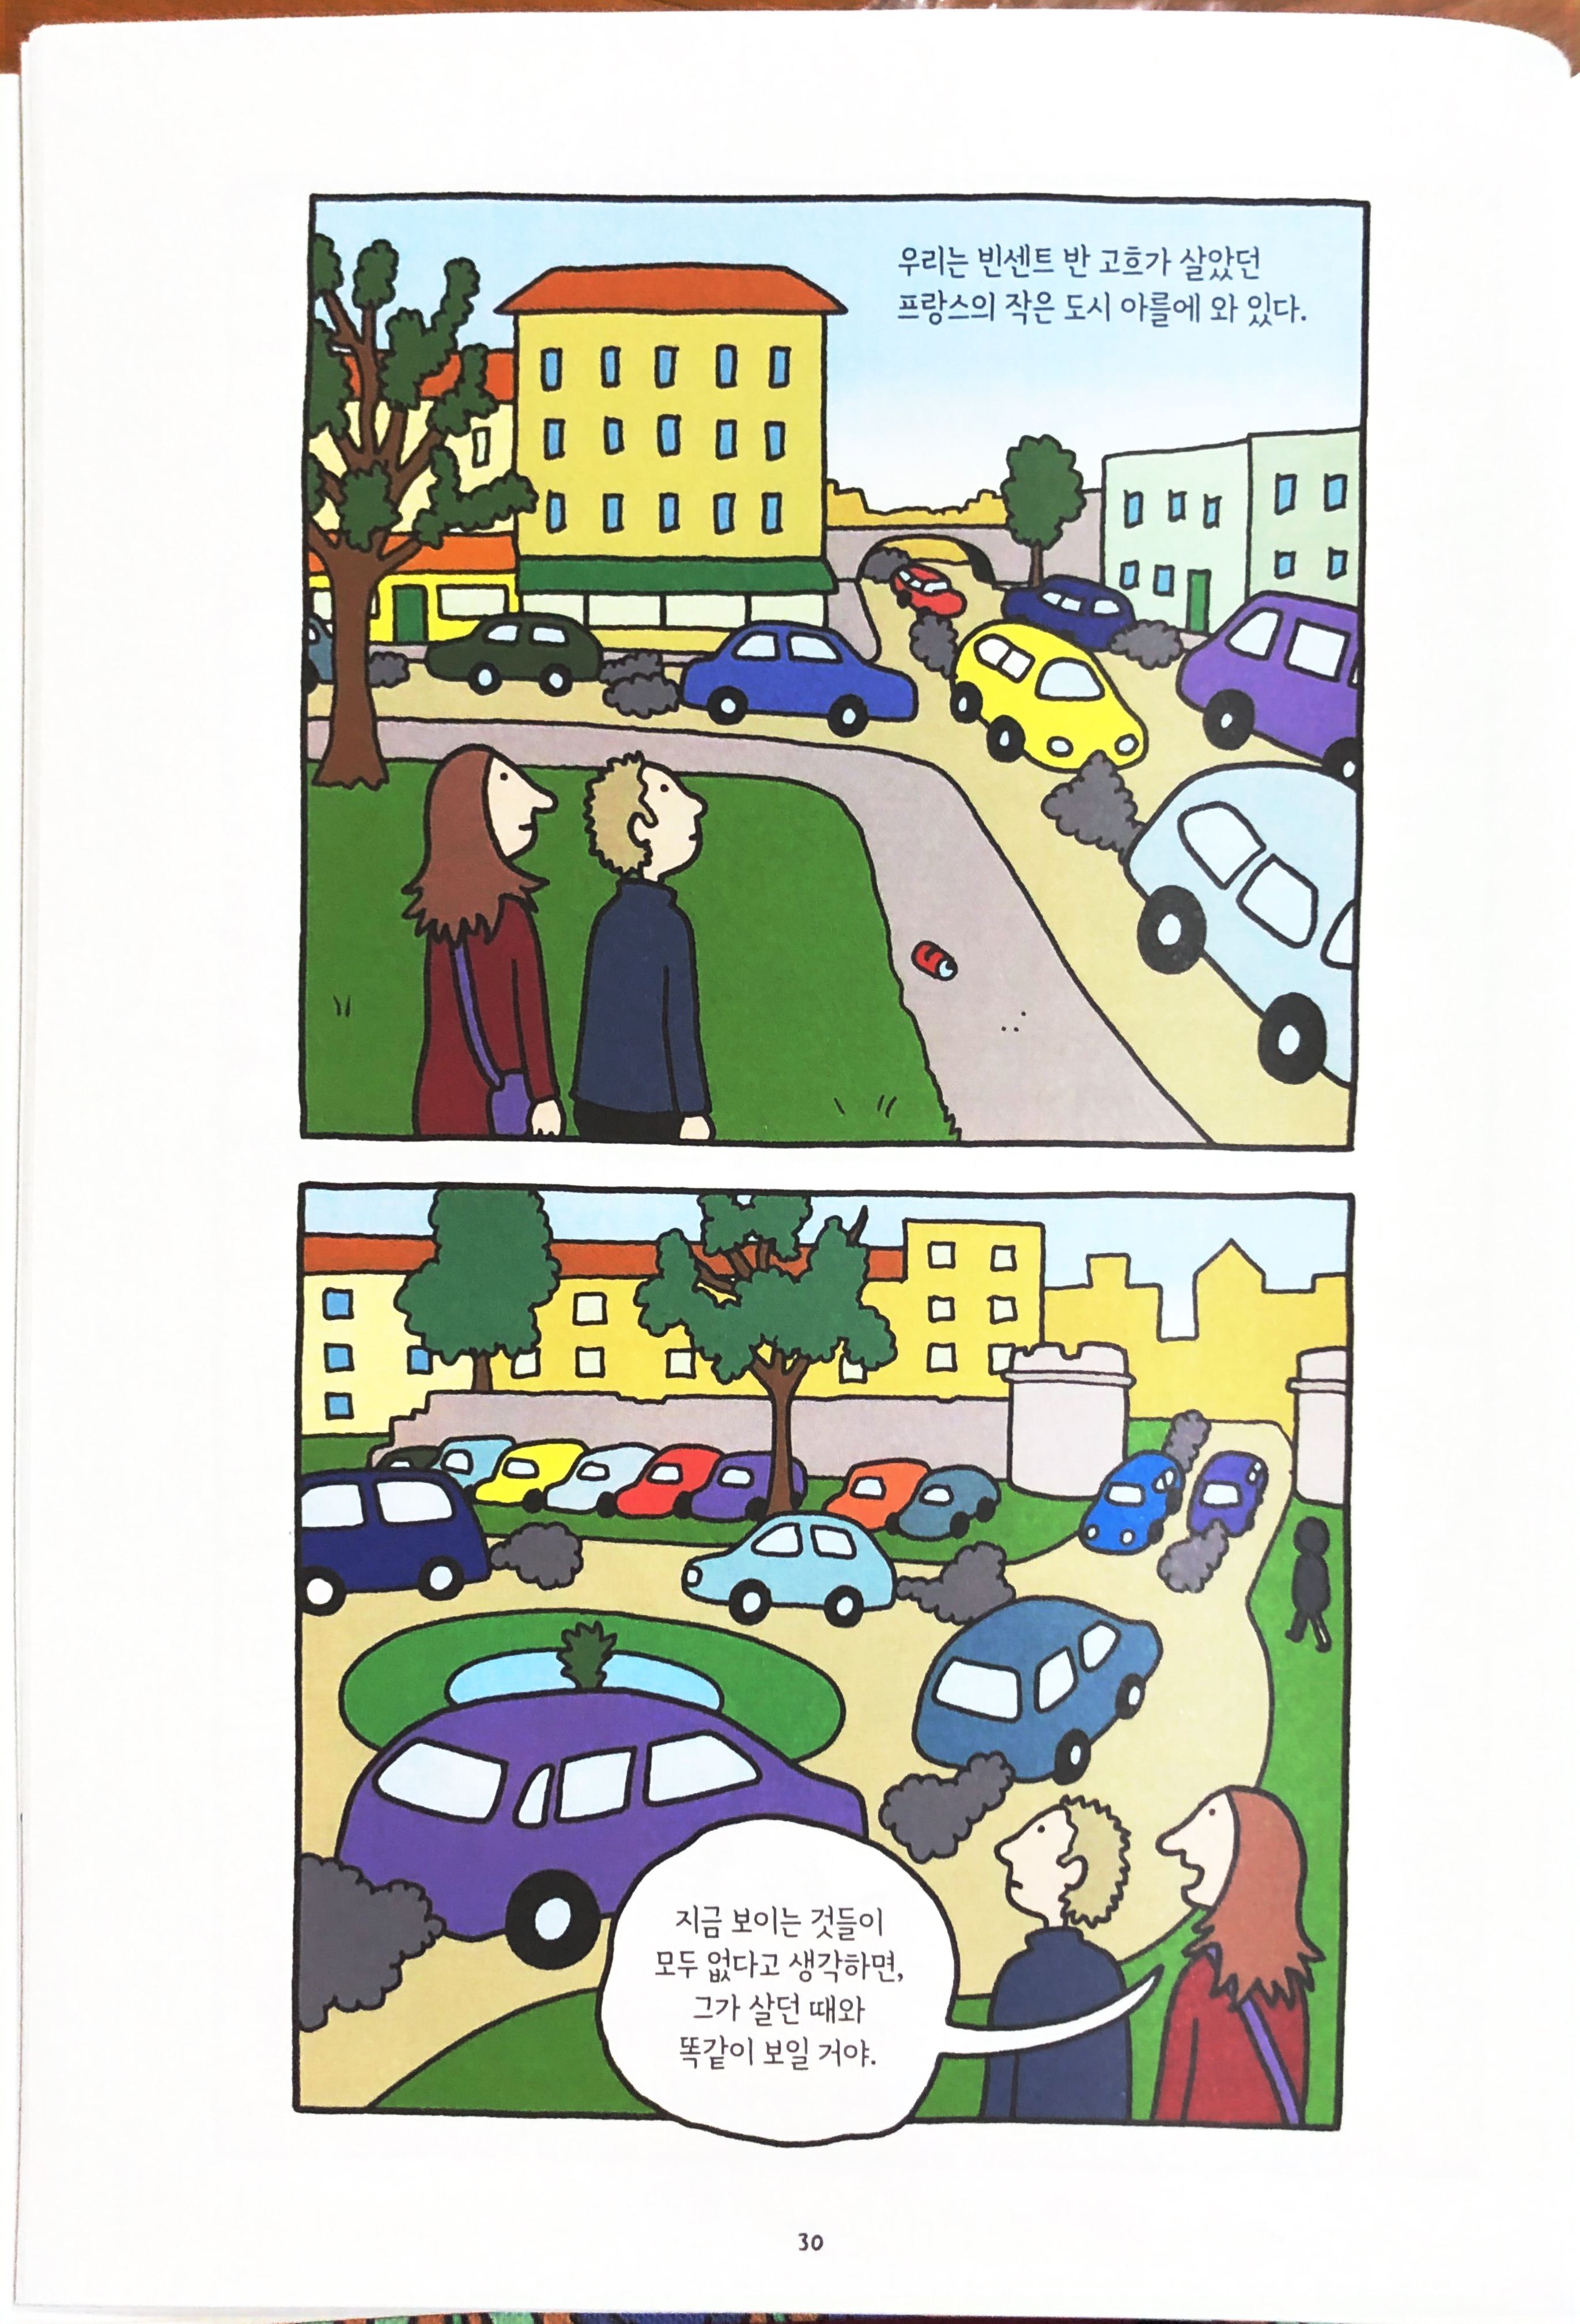 우리는 빈센트 반 고흐가 살았던
프랑스의 작은 도시 아를에 와 있다.
지금 보이는 것들이
모두 없다고 생각하면,
그가 살던 때와
똑같이 보일 거야.
30